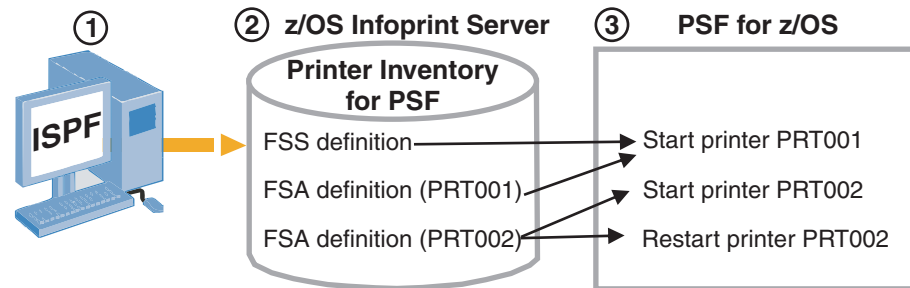 1
2 z/OS Infoprint Server
3 PSF for z/OS
ISPF
Printer Inventory
for PSF
FSS definition
FSA definition (PRT001)
FSA definition (PRT002)
Start printer PRT001
Start printer PRT002
Restart printer PRT002